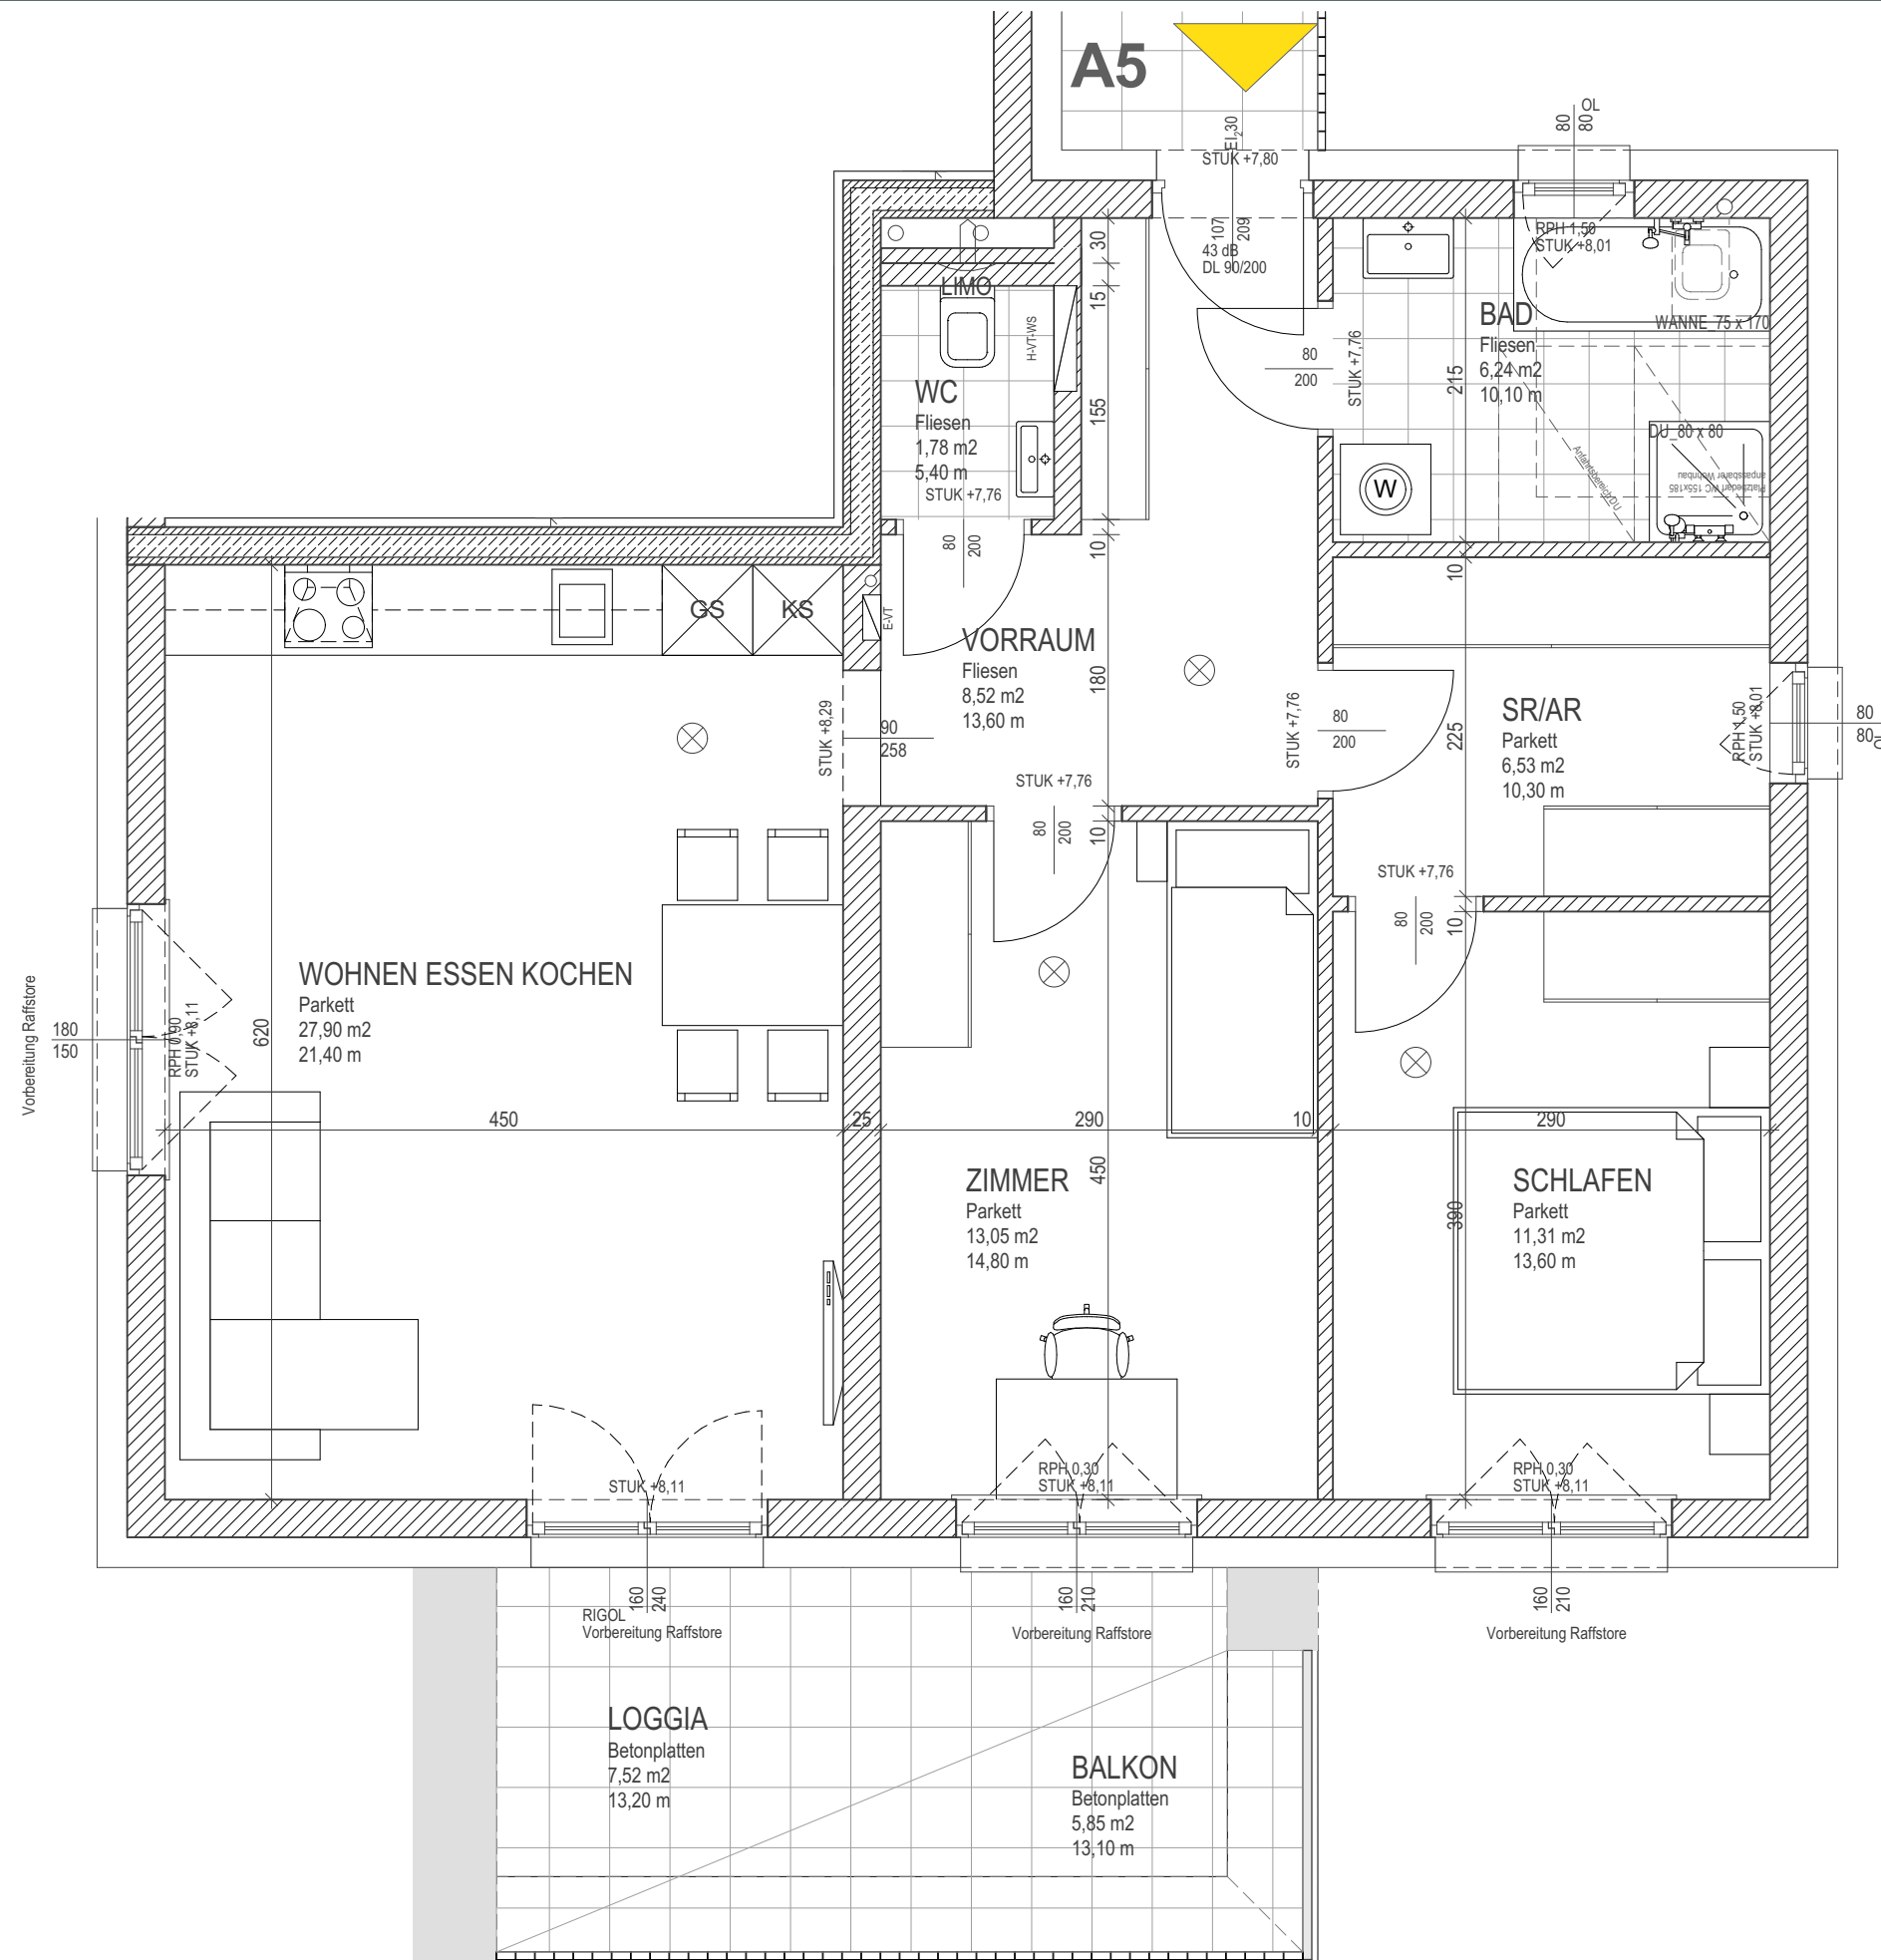 A5
EI₂30
STUK +7,80
107
209
43 dB
DL 90/200
80
80
OL
RPH 1,50
STUK +8,01
BAD
Fliesen
6,24 m2
10,10 m
WANNE 75 x 170
DU_80 x 80
Platzbedarf WC 155x185
anpassbarer Wohnbau
Anfahrtsbereich DU
W
215
10
80
200
STUK +7,76
30
15
155
10
180
10
LIMO
H-VT-WS
WC
Fliesen
1,78 m2
5,40 m
STUK +7,76
80
200
GS
KS
E-VT
VORRAUM
Fliesen
8,52 m2
13,60 m
STUK +8,29
90
258
STUK +7,76
80
200
STUK +7,76
80
200
SR/AR
Parkett
6,53 m2
10,30 m
225
RPH 1,50
STUK +8,01
80
80
OL
STUK +7,76
80
200
10
WOHNEN ESSEN KOCHEN
Parkett
27,90 m2
21,40 m
620
Vorbereitung Raffstore
180
150
RPH 0,90
STUK +8,11
450
25
290
10
290
ZIMMER
Parkett
13,05 m2
14,80 m
450
SCHLAFEN
Parkett
11,31 m2
13,60 m
390
STUK +8,11
RPH 0,30
STUK +8,11
RPH 0,30
STUK +8,11
160
240
RIGOL
Vorbereitung Raffstore
160
210
Vorbereitung Raffstore
160
210
Vorbereitung Raffstore
LOGGIA
Betonplatten
7,52 m2
13,20 m
BALKON
Betonplatten
5,85 m2
13,10 m